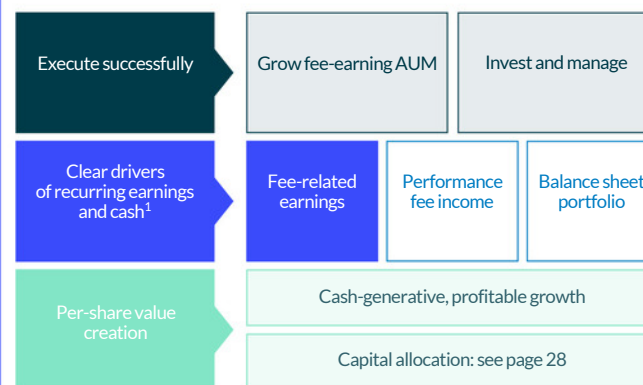 Execute successfully
Grow fee-earning AUM
Invest and manage
Clear drivers
of recurring earnings
and cash¹
Fee-related
earnings
Performance
fee income
Balance sheet
portfolio
Per-share value
creation
Cash-generative, profitable growth
Capital allocation: see page 28